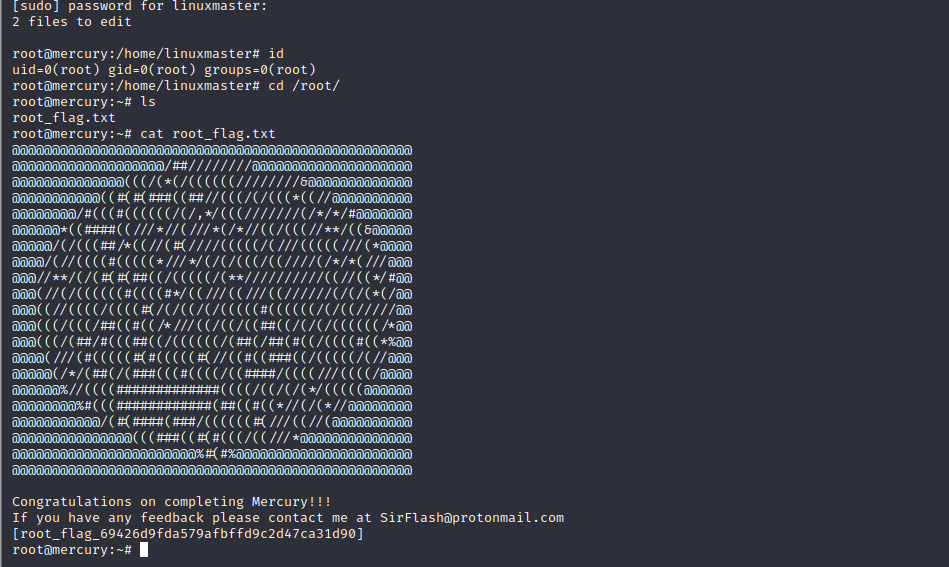 [sudo] password for linuxmaster:
2 files to edit
root@mercury:/home/linuxmaster# id
uid=0(root) gid=0(root) groups=0(root)
root@mercury:/home/linuxmaster# cd /root/
root@mercury:~# ls
root_flag.txt
root@mercury:~# cat root_flag.txt
Congratulations on completing Mercury!!!
If you have any feedback please contact me at SirFlash@protonmail.com
[root_flag_69426d9fda579afbffd9c2d47ca31d90]
root@mercury:~#